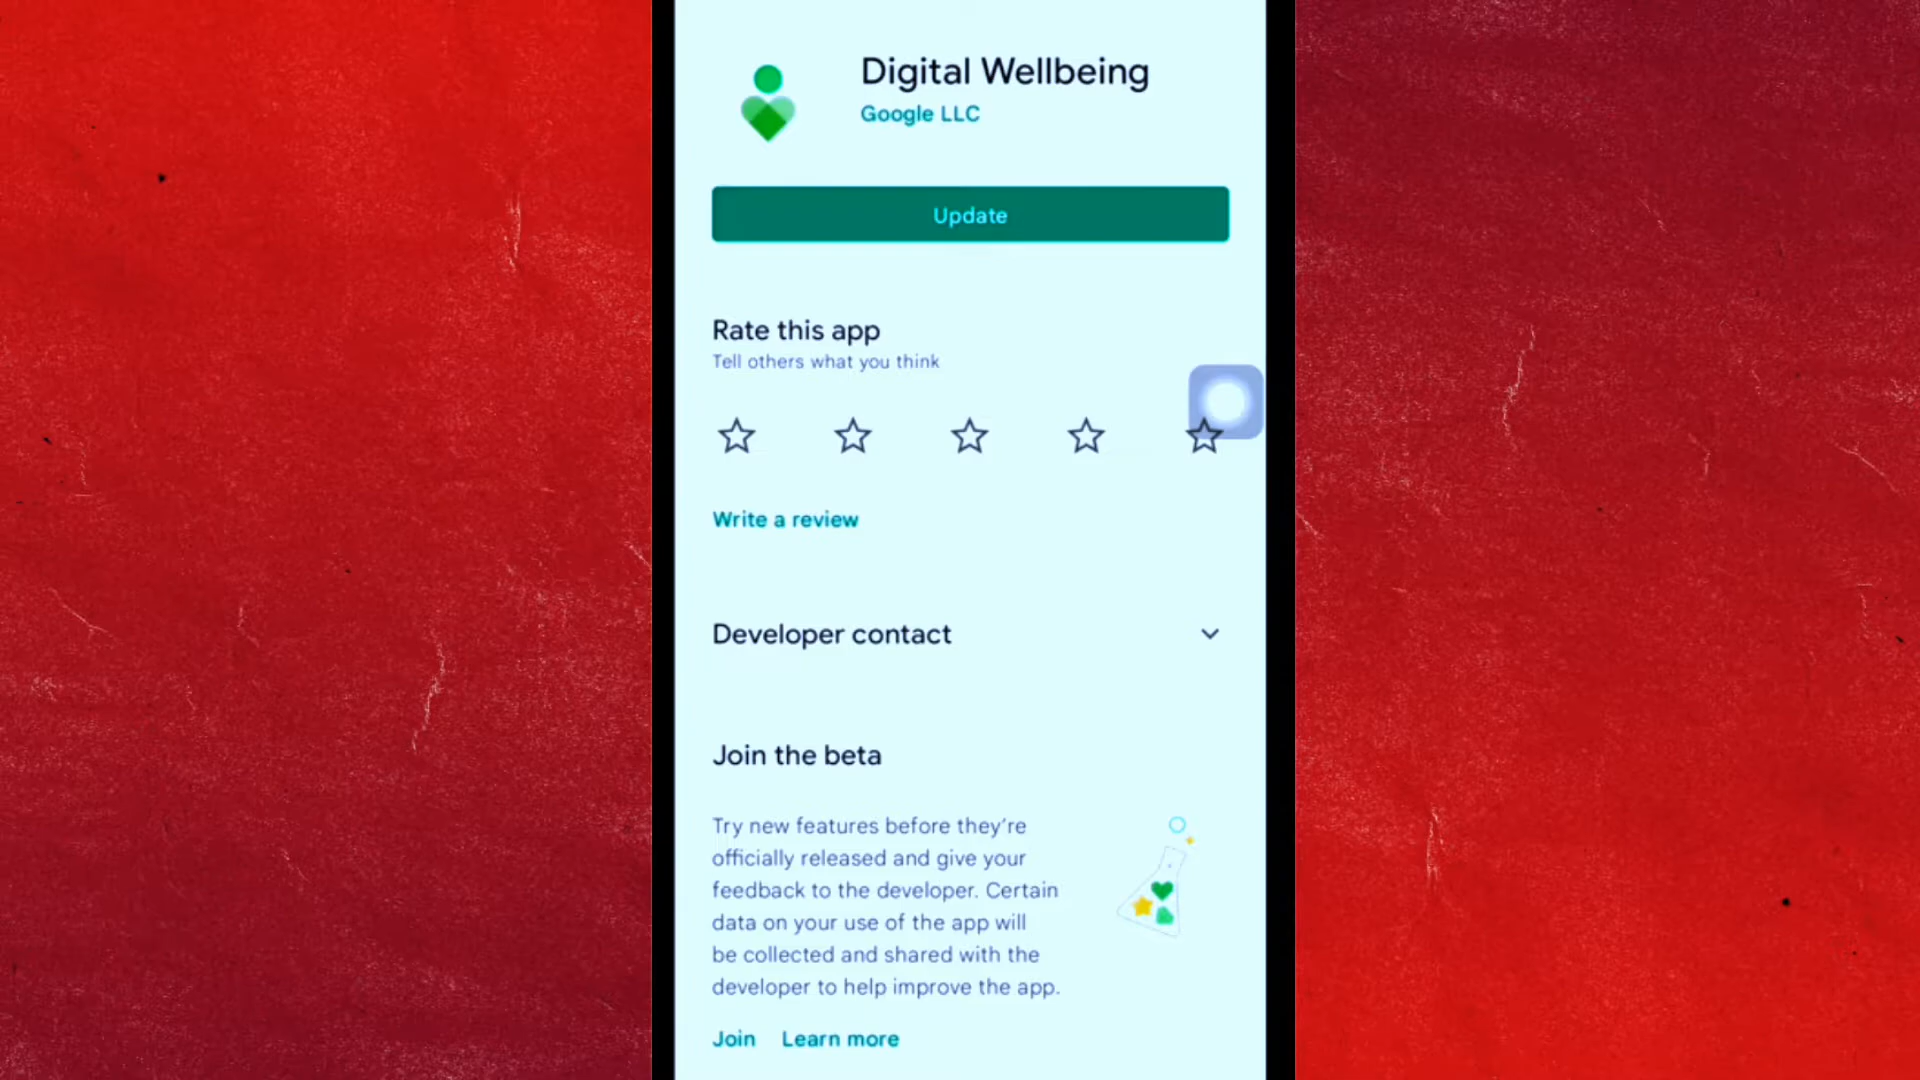 Digital Wellbeing
Google LLC
Update
Rate this app
Tell others what you think
Write a review
Developer contact
Join the beta
Try new features before they're
officially released and give your
feedback to the developer. Certain
data on your use of the app will
be collected and shared with the
developer to help improve the app.
Join Learn more